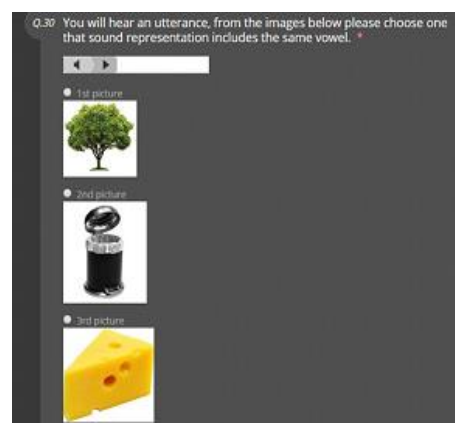 Q.30 You will hear an utterance, from the images below please choose one
that sound representation includes the same vowel. *
1st picture
2nd picture
3rd picture